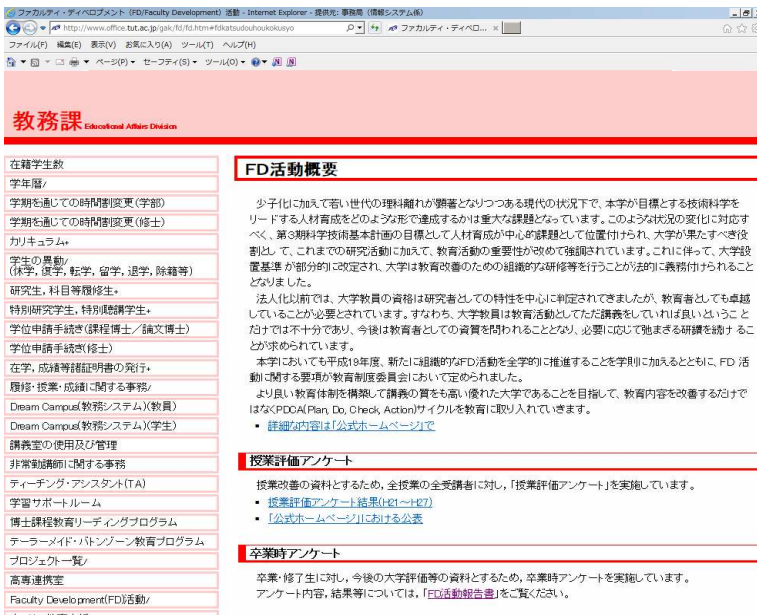 ファカルティ・ディベロプメント (FD/Faculty Development) 活動 - Internet Explorer - 提供元: 事務局 (情報システム係)
http://www.office.tut.ac.jp/gak/fd/fd.htm#fdkatsudouhoukokusyo
ファカルティ・ディベロ... ×
ファイル(F) 編集(E) 表示(V) お気に入り(A) ツール(T) ヘルプ(H)
ページ(P) セーフティ(S) ツール(O)
教務課 Educational Affairs Division
在籍学生数
学年暦/
学期を通じての時間割変更(学部)
学期を通じての時間割変更(修士)
カリキュラム+
学生の異動/
(休学, 復学, 転学, 留学, 退学, 除籍等)
研究生, 科目等履修生+
特別研究学生, 特別聴講学生+
学位申請手続き(課程博士/論文博士)
学位申請手続き(修士)
在学, 成績等諸証明書の発行+
履修・授業・成績に関する事務/
Dream Campus(教務システム)(教員)
Dream Campus(教務システム)(学生)
講義室の使用及び管理
非常勤講師に関する事務
ティーチング・アシスタント(TA)
学習サポートルーム
博士課程教育リーディングプログラム
テーラーメイド・バトンゾーン教育プログラム
プロジェクト一覧/
高専連携室
Faculty Development(FD)活動/
FD活動概要
少子化に加えて若い世代の理科離れが顕著となりつつある現代の状況下で、本学が目標とする技術科学を
リードする人材育成をどのような形で達成するかは重大な課題となっています。このような状況の変化に対応す
べく、第3期科学技術基本計画の目標として人材育成が中心的課題として位置付けられ、大学が果たすべき役
割として、これまでの研究活動に加えて、教育活動の重要性が改めて強調されています。これに伴って、大学設
置基準 が部分的に改定され、大学は教育改善のための組織的な研修等を行うことが法的に義務付けられること
となりました。
法人化以前では、大学教員の資格は研究者としての特性を中心に判定されてきましたが、教育者としても卓越
していることが必要とされています。すなわち、大学教員は教育活動としてただ講義をしていれば良いということ
だけでは不十分であり、今後は教育者としての資質を問われることとなり、必要に応じて弛まざる研鑽を続け るこ
とが求められています。
本学においても平成19年度、新たに組織的なFD活動を全学的に推進することを学則に加えるとともに、FD 活
動に関する要項が教育制度委員会において定められました。
より良い教育体制を構築して講義の質をも高い優れた大学であることを目指して、教育内容を改善するだけで
はなくPDCA(Plan, Do, Check, Action)サイクルを教育に取り入れていきます。
▪ 詳細な内容は「公式ホームページ」で
授業評価アンケート
授業改善の資料とするため、全授業の全受講者に対し,「授業評価アンケート」を実施しています。
▪ 授業評価アンケート結果(H21~H27)
▪ 「公式ホームページ」における公表
卒業時アンケート
卒業・修了生に対し, 今後の大学評価等の資料とするため, 卒業時アンケートを実施しています。
アンケート内容, 結果等については,「FD活動報告書」をご覧ください。